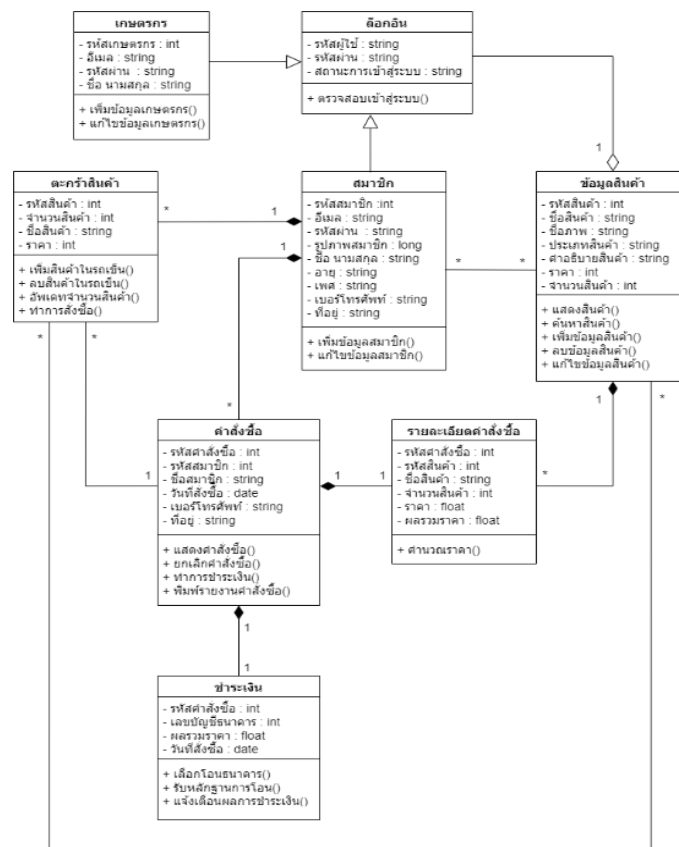 เกษตรกร
- รหัสเกษตรกร : int
- อีเมล : string
- รหัสผ่าน : string
- ชื่อ นามสกุล : string
+ เพิ่มข้อมูลเกษตรกร()
+ แก้ไขข้อมูลเกษตรกร()
ล็อกอิน
- รหัสผู้ใช้ : string
- รหัสผ่าน : string
- สถานะการเข้าสู่ระบบ : string
+ ตรวจสอบเข้าสู่ระบบ()
1
1
ตะกร้าสินค้า
- รหัสสินค้า : int
- จำนวนสินค้า : int
- ชื่อสินค้า : string
- ราคา : int
+ เพิ่มสินค้าในรถเข็น()
+ ลบสินค้าในรถเข็น()
+ อัพเดทจำนวนสินค้า()
+ ทำการสั่งซื้อ()
* 1
1
สมาชิก
- รหัสสมาชิก :int
- อีเมล : string
- รหัสผ่าน : string
- รูปภาพสมาชิก : long
- ชื่อ นามสกุล : string
- อายุ : string
- เพศ : string
- เบอร์โทรศัพท์ : string
- ที่อยู่ : string
+ เพิ่มข้อมูลสมาชิก()
+ แก้ไขข้อมูลสมาชิก()
* *
ข้อมูลสินค้า
- รหัสสินค้า : int
- ชื่อสินค้า : string
- ชื่อภาพ : string
- ประเภทสินค้า : string
- คำอธิบายสินค้า : string
- ราคา : int
- จำนวนสินค้า : int
+ แสดงสินค้า()
+ ค้นหาสินค้า()
+ เพิ่มข้อมูลสินค้า()
+ ลบข้อมูลสินค้า()
+ แก้ไขข้อมูลสินค้า()
* * 1 *
*
คำสั่งซื้อ
- รหัสคำสั่งซื้อ : int
- รหัสสมาชิก : int
- ชื่อสมาชิก : string
- วันที่สั่งซื้อ : date
- เบอร์โทรศัพท์ : string
- ที่อยู่ : string
+ แสดงคำสั่งซื้อ()
+ ยกเลิกคำสั่งซื้อ()
+ ทำการชำระเงิน()
+ พิมพ์รายงานคำสั่งซื้อ()
1 1 1 *
รายละเอียดคำสั่งซื้อ
- รหัสคำสั่งซื้อ : int
- รหัสสินค้า : int
- ชื่อสินค้า : string
- จำนวนสินค้า : int
- ราคา : float
- ผลรวมราคา : float
+ คำนวณราคา()
1
1
ชำระเงิน
- รหัสคำสั่งซื้อ : int
- เลขบัญชีธนาคาร : int
- ผลรวมราคา : float
- วันที่สั่งซื้อ : date
+ เลือกโอนธนาคาร()
+ รับหลักฐานการโอน()
+ แจ้งเตือนผลการชำระเงิน()